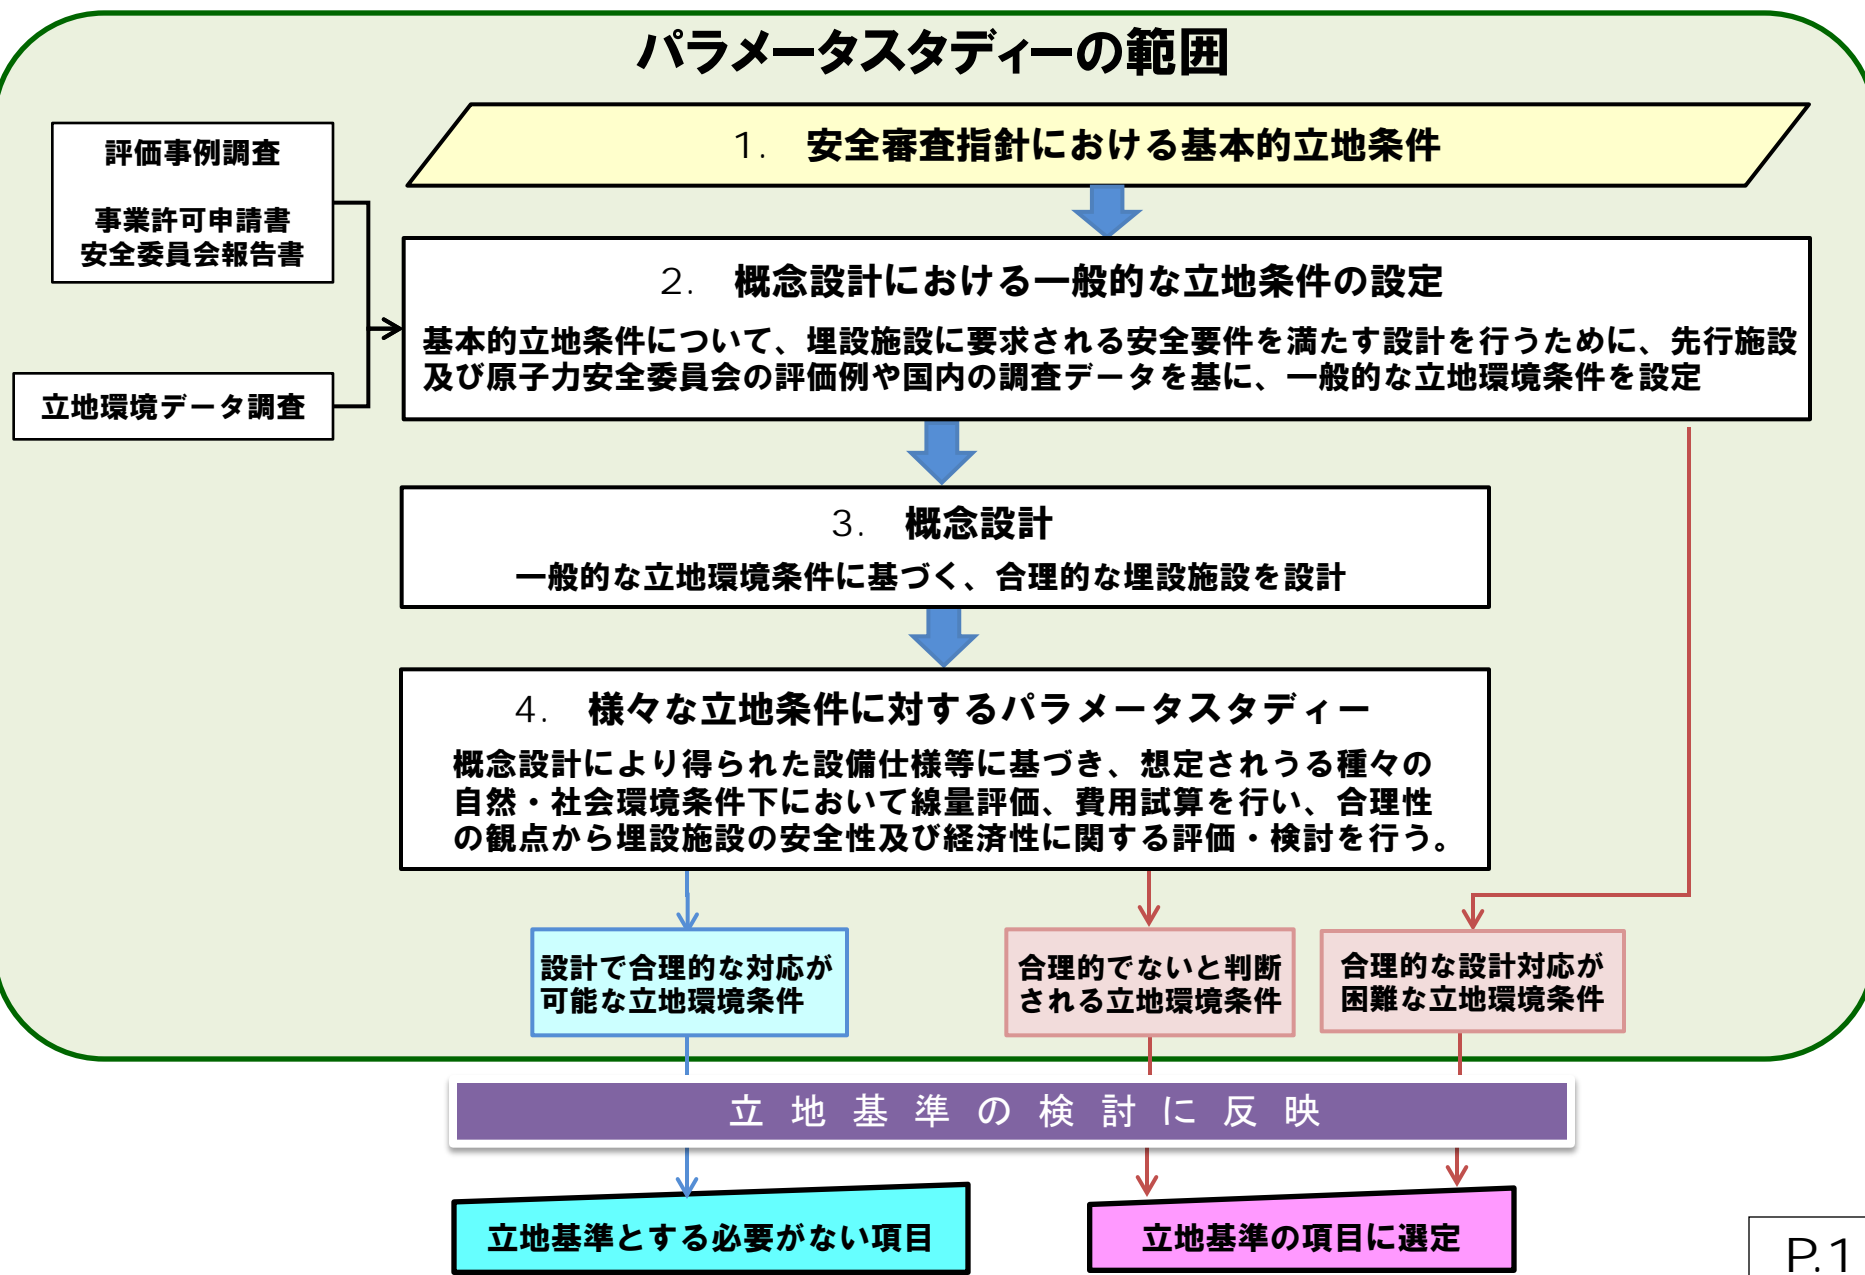 パラメータスタディーの範囲
1. 安全審査指針における基本的立地条件
評価事例調査
事業許可申請書
安全委員会報告書
立地環境データ調査
2. 概念設計における一般的な立地条件の設定
基本的立地条件について、埋設施設に要求される安全要件を満たす設計を行うために、先行施設
及び原子力安全委員会の評価例や国内の調査データを基に、一般的な立地環境条件を設定
3. 概念設計
一般的な立地環境条件に基づく、合理的な埋設施設を設計
4. 様々な立地条件に対するパラメータスタディー
概念設計により得られた設備仕様等に基づき、想定されうる種々の
自然・社会環境条件下において線量評価、費用試算を行い、合理性
の観点から埋設施設の安全性及び経済性に関する評価・検討を行う。
設計で合理的な対応が
可能な立地環境条件
合理的でないと判断
される立地環境条件
合理的な設計対応が
困難な立地環境条件
立地基準の検討に反映
立地基準とする必要がない項目
立地基準の項目に選定
P.1